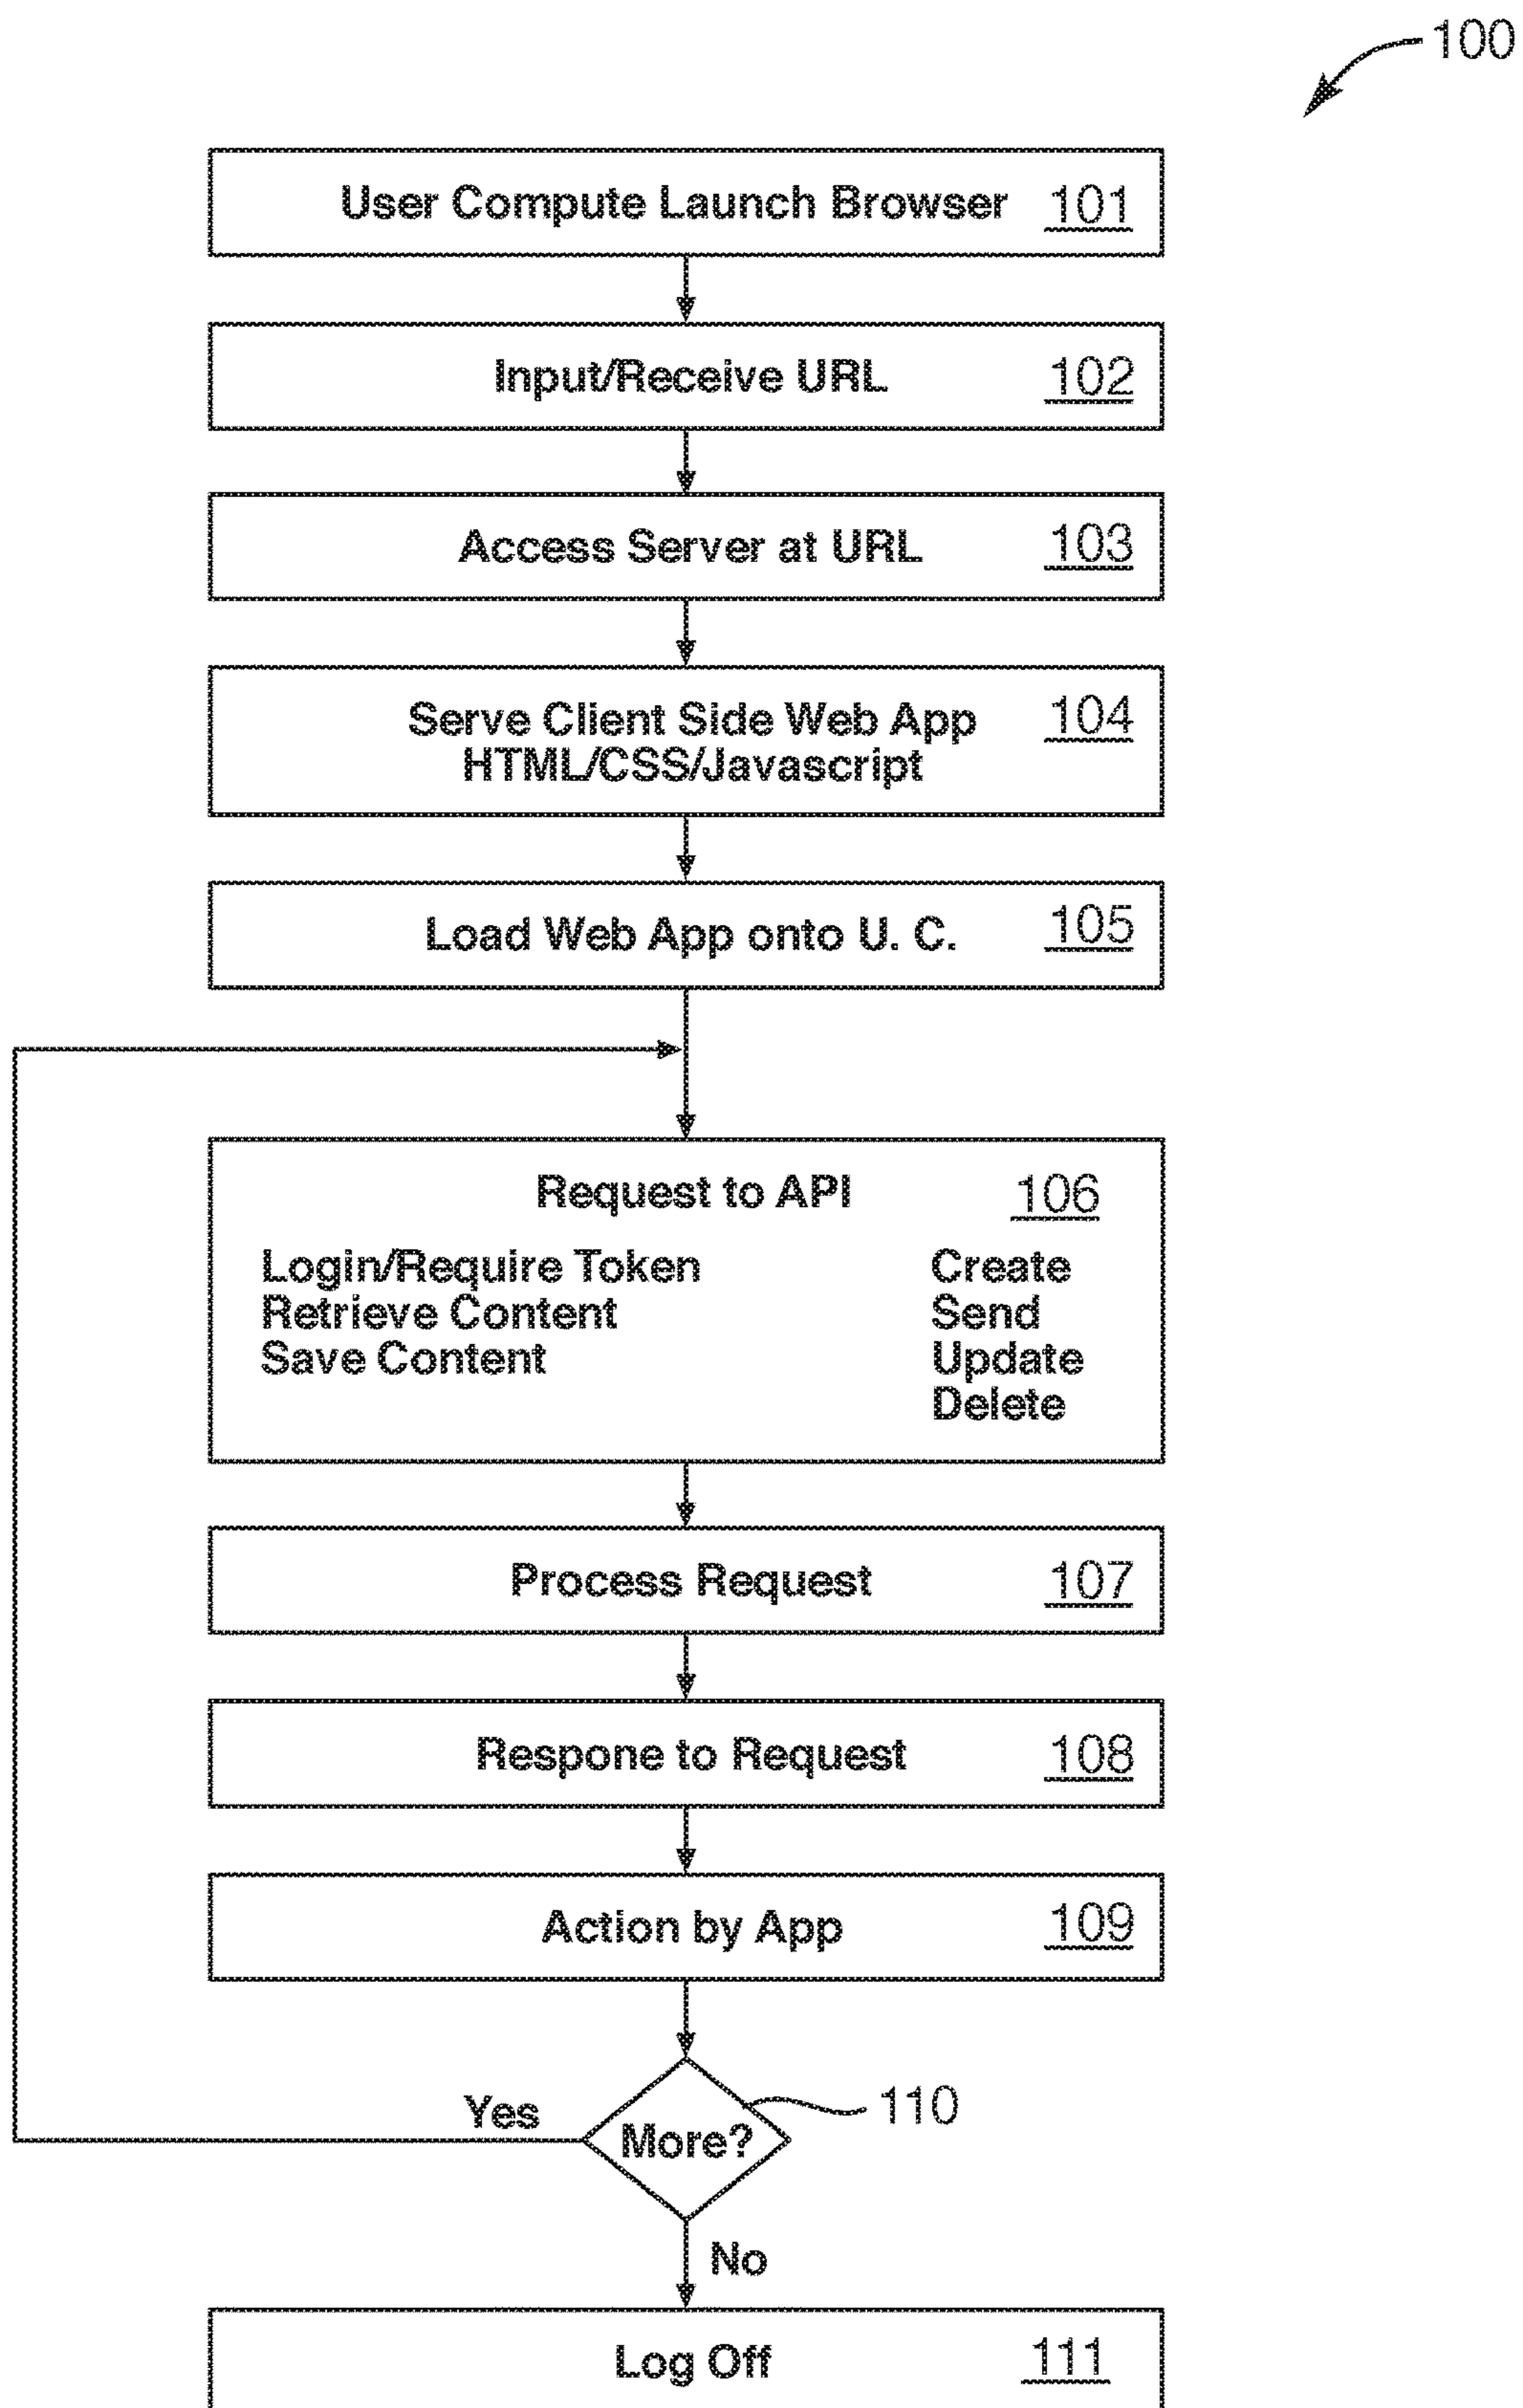 100
User Compute Launch Browser 101
Input/Receive URL 102
Access Server at URL 103
Serve Client Side Web App 104
HTML/CSS/Javascript
Load Web App onto U. C. 105
Request to API 106
Login/Require Token Create
Retrieve Content Send
Save Content Update
Delete
Process Request 107
Respone to Request 108
Action by App 109
Yes
More?
110
No
Log Off 111